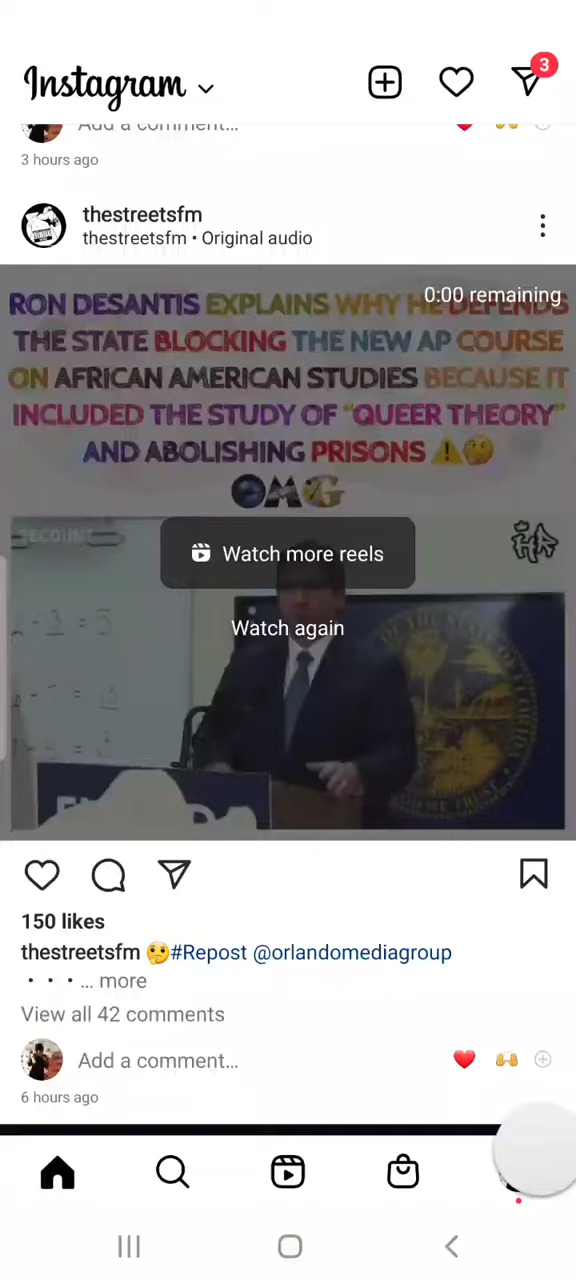 Instagram
3
Add a comment...
3 hours ago
thestreetsfm
thestreetsfm • Original audio
0:00 remaining
RON DESANTIS EXPLAINS WHY HE DEFENDS
THE STATE BLOCKING THE NEW AP COURSE
ON AFRICAN AMERICAN STUDIES BECAUSE IT
INCLUDED THE STUDY OF "QUEER THEORY"
AND ABOLISHING PRISONS ⚠️🤔
OMG
Watch more reels
Watch again
150 likes
thestreetsfm 🤔#Repost @orlandomediagroup
• • • ... more
View all 42 comments
Add a comment...
6 hours ago